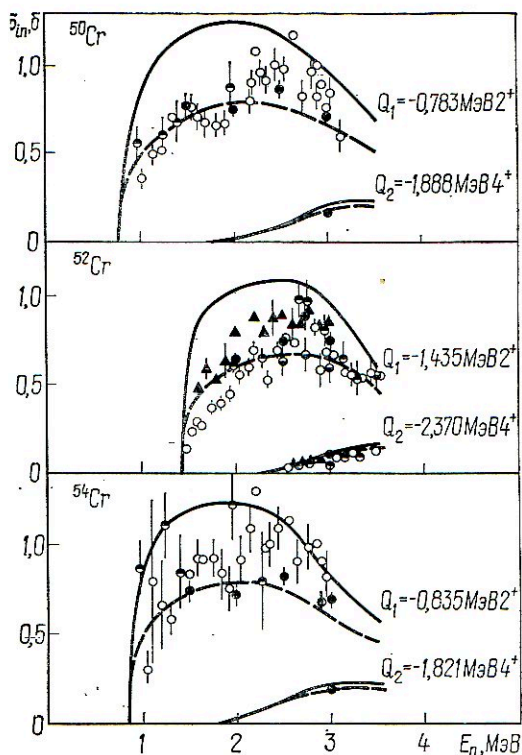 σ_in, δ
⁵⁰Cr
1,0
Q₁=-0,783МэВ2⁺
0,5
Q₂=-1,888МэВ4⁺
0
⁵²Cr
1,0
Q₁=-1,435МэВ2⁺
0,5
Q₂=-2,370МэВ4⁺
0
⁵⁴Cr
1,0
Q₁=-0,835МэВ2⁺
0,5
Q₂=-1,821МэВ4⁺
0
1 2 3 4 Eₙ,МэВ